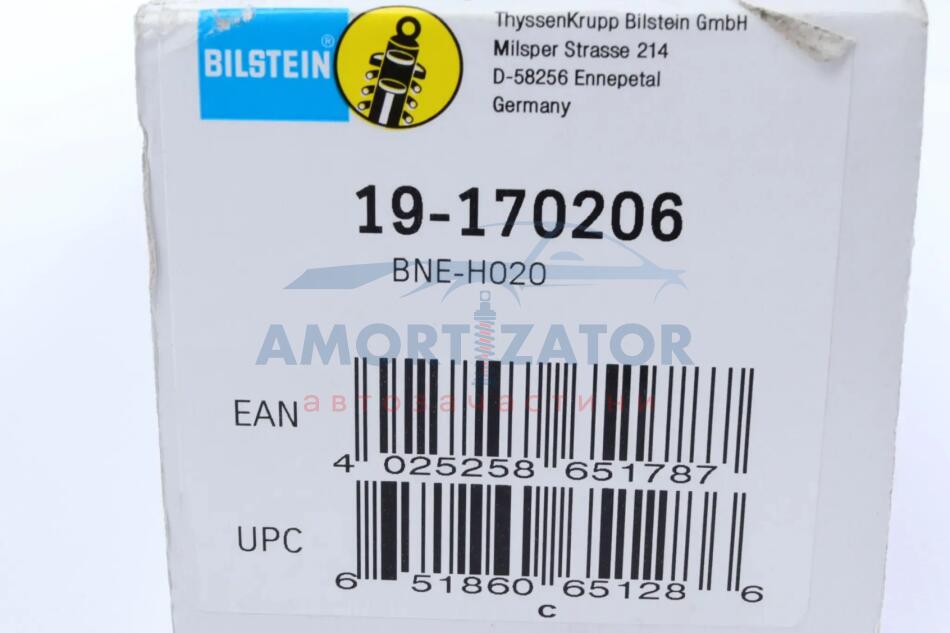 BILSTEIN®
ThyssenKrupp Bilstein GmbH
Milsper Strasse 214
D-58256 Ennepetal
Germany
19-170206
BNE-H020
AMORTIZATOR
автозачастини
EAN
4 025258 651787
UPC
6 51860 65128 6
C